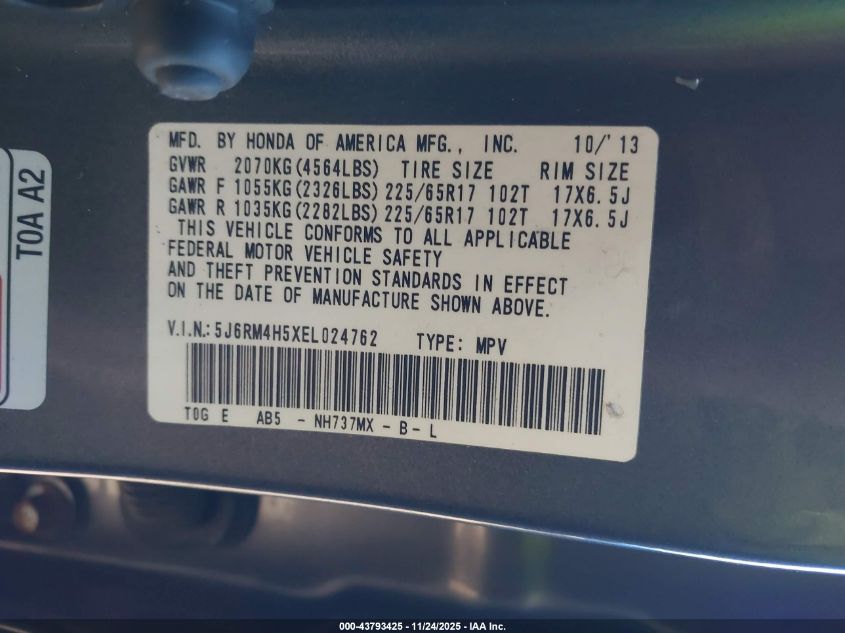 MFD. BY HONDA OF AMERICA MFG., INC. 10/'13
GVWR 2070KG(4564LBS) TIRE SIZE RIM SIZE
GAWR F 1055KG(2326LBS) 225/65R17 102T 17X6.5J
GAWR R 1035KG(2282LBS) 225/65R17 102T 17X6.5J
THIS VEHICLE CONFORMS TO ALL APPLICABLE
FEDERAL MOTOR VEHICLE SAFETY
AND THEFT PREVENTION STANDARDS IN EFFECT
ON THE DATE OF MANUFACTURE SHOWN ABOVE.
V.I.N.: 5J6RM4H5XEL024762 TYPE: MPV
T0G E AB5 - NH737MX - B - L
T0A A2
000-43793425 - 11/24/2025 - IAA Inc.